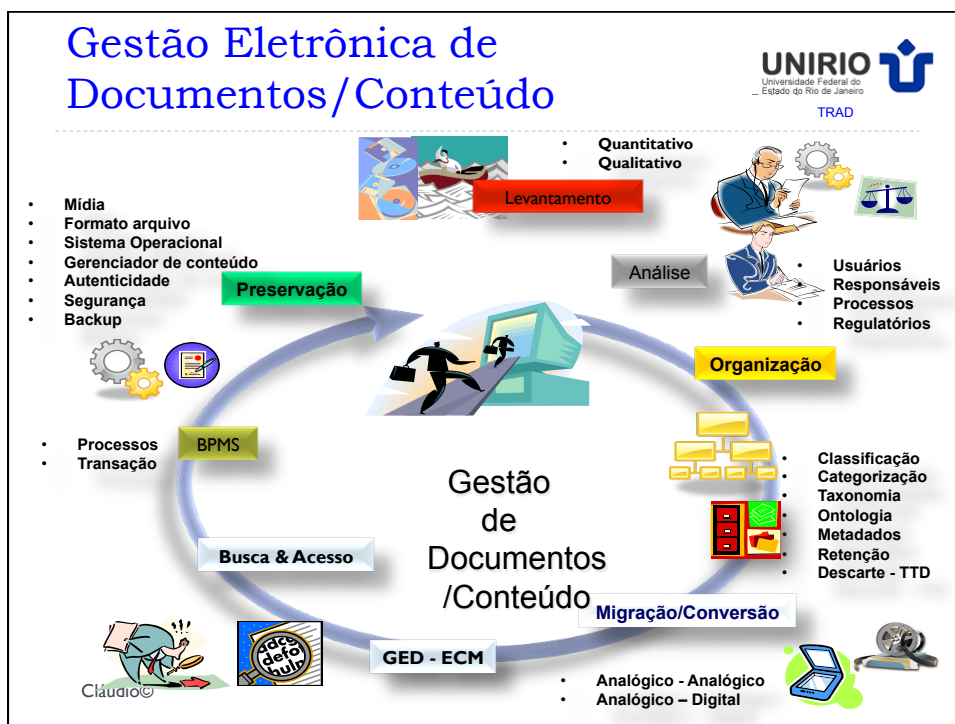 Gestão Eletrônica de
Documentos/Conteúdo
UNIRIO
Universidade Federal do
Estado do Rio de Janeiro
TRAD
• Quantitativo
• Qualitativo
Levantamento
• Mídia
• Formato arquivo
• Sistema Operacional
• Gerenciador de conteúdo
• Autenticidade
• Segurança
• Backup
Preservação
Análise
• Usuários
• Responsáveis
• Processos
• Regulatórios
Organização
• Processos
• Transação
BPMS
• Classificação
• Categorização
• Taxonomia
• Ontologia
• Metadados
• Retenção
• Descarte - TTD
Gestão
de
Documentos
/Conteúdo
Busca & Acesso
Migração/Conversão
GED - ECM
• Analógico - Analógico
• Analógico – Digital
Cláudio©